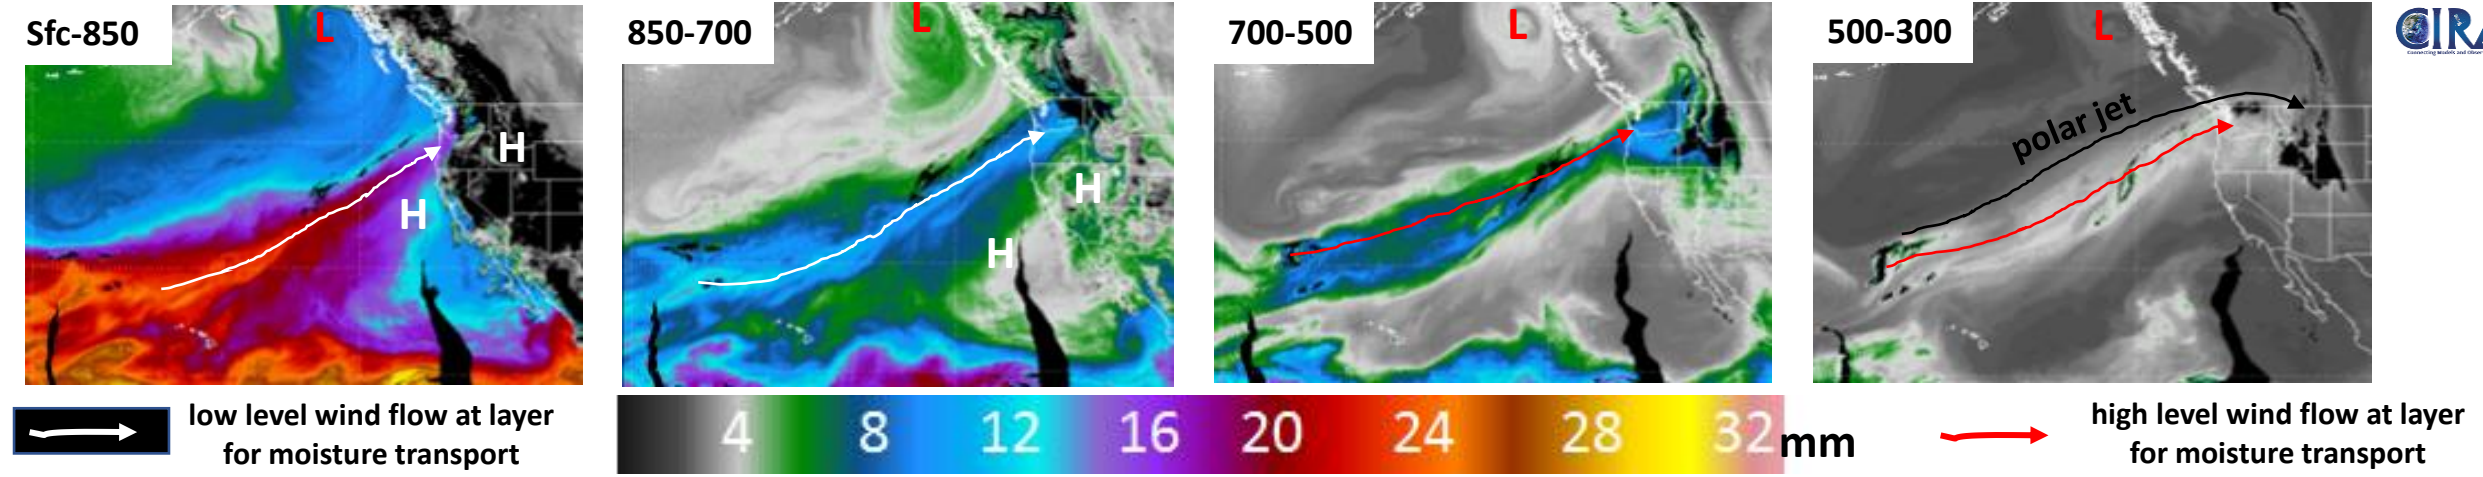 Sfc-850
L
H
H
850-700
L
H
H
700-500
L
500-300
L
polar jet
CIRA
low level wind flow at layer
for moisture transport
4 8 12 16 20 24 28 32 mm
high level wind flow at layer
for moisture transport